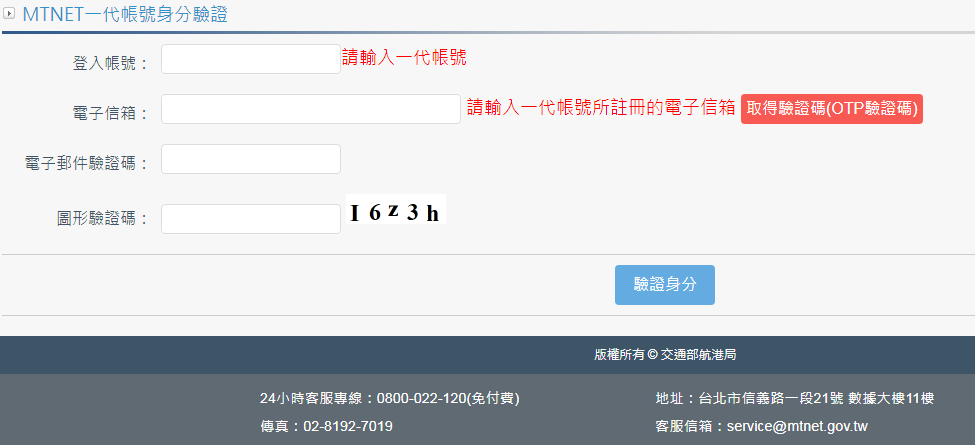 MTNET一代帳號身分驗證
登入帳號： 請輸入一代帳號
電子信箱： 請輸入一代帳號所註冊的電子信箱 取得驗證碼(OTP驗證碼)
電子郵件驗證碼：
圖形驗證碼： I 6 z 3 h
驗證身分
版權所有 © 交通部航港局
24小時客服專線：0800-022-120(免付費) 地址：台北市信義路一段21號 數據大樓11樓
傳真：02-8192-7019 客服信箱：service@mtnet.gov.tw